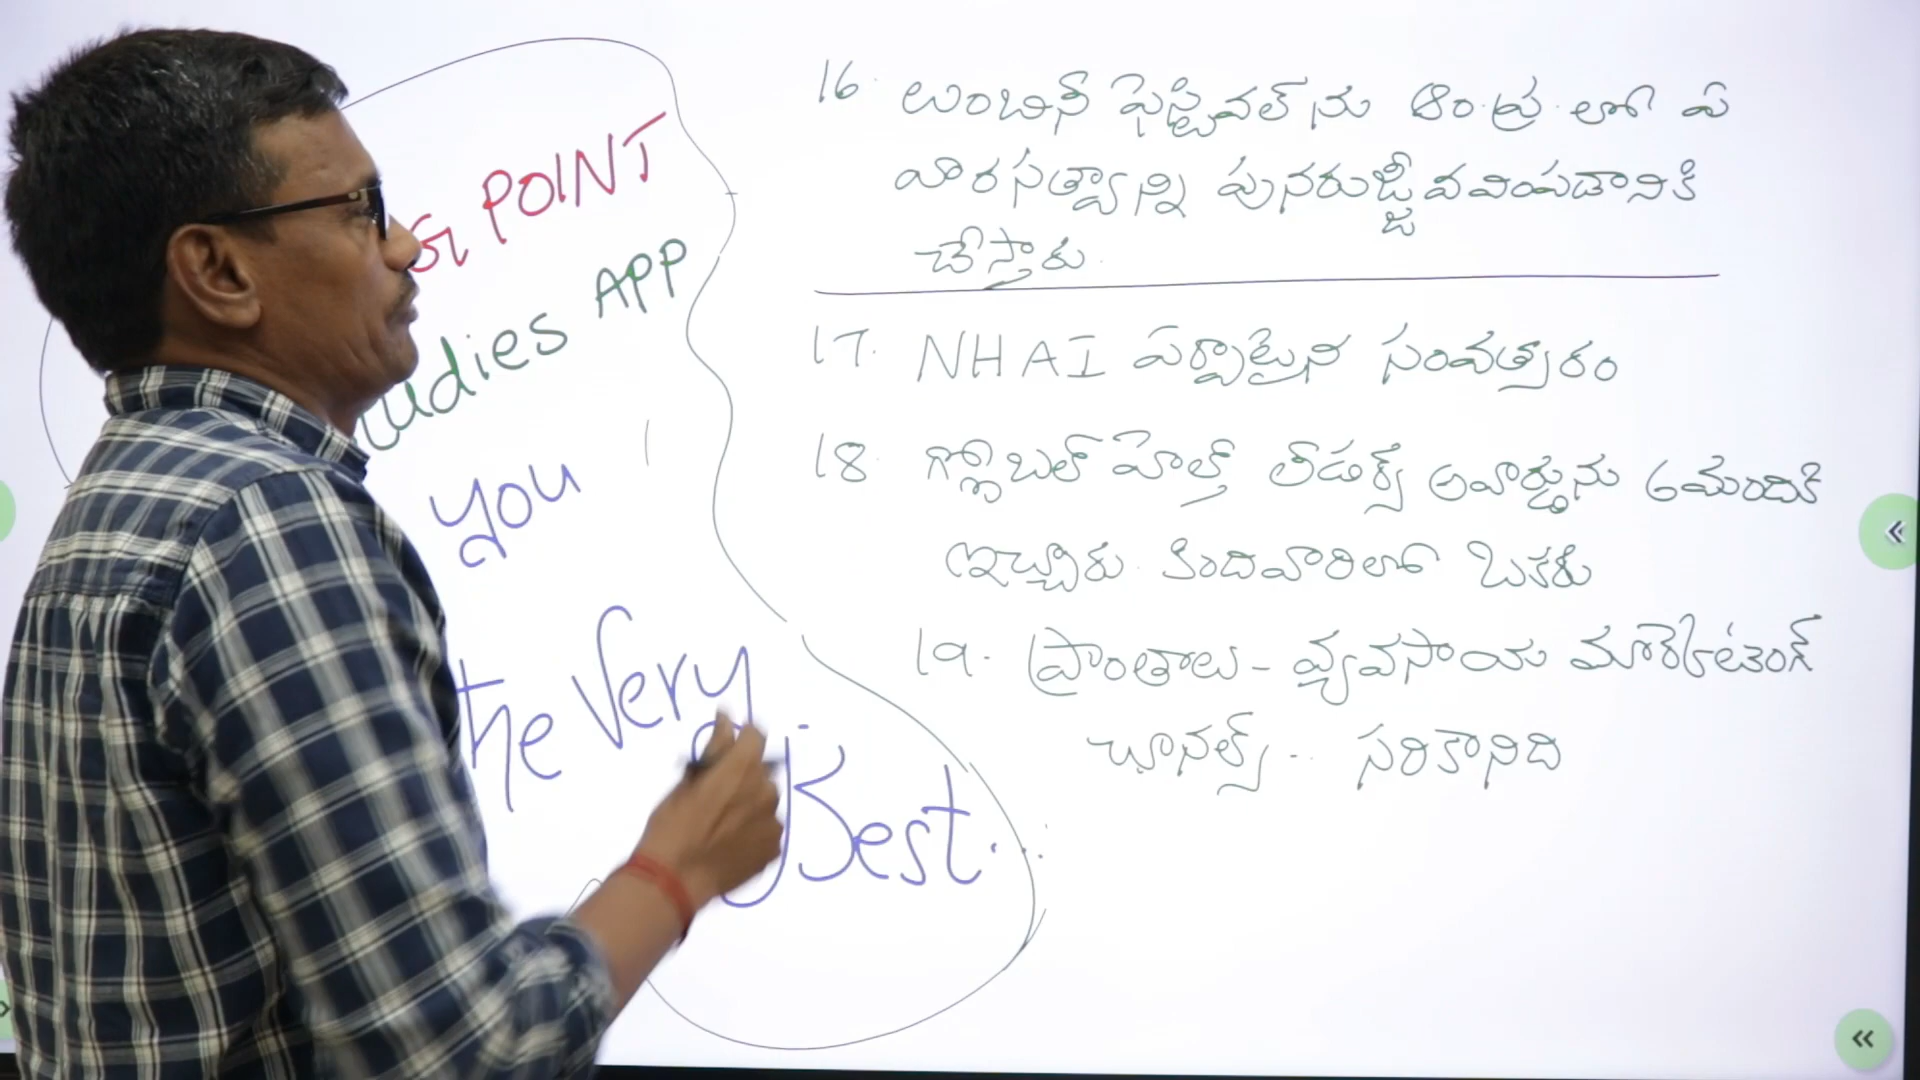 POINT
APP
you
the Very
Best...
16. లుంబినీ ఫెస్టివల్ ను ఆం.ప్ర.లో ఏ
వారసత్వాన్ని పునరుజ్జీవవింపడానికి
చేస్తారు.
17. NHAI ఏర్పాటైన సంవత్సరం
18. గ్లోబల్ హెల్త్ లీడర్స్ అవార్డును 6మందికి
ఇచ్చిరు. కిందివారిలో ఒకరు
19. ప్రాంతాలు - వ్యవసాయ మార్కెటింగ్
ఛానల్స్ .. సరికానిది